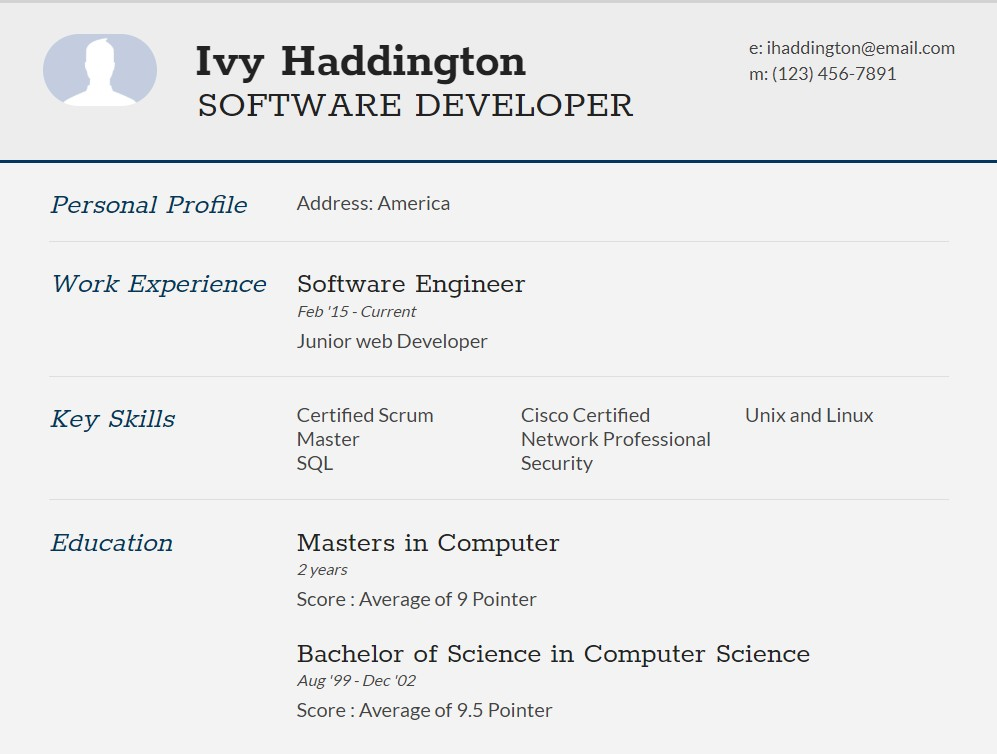 Ivy Haddington
SOFTWARE DEVELOPER
e: ihaddington@email.com
m: (123) 456-7891
Personal Profile
Address: America
Work Experience
Software Engineer
Feb '15 - Current
Junior web Developer
Key Skills
Certified Scrum
Master
SQL
Cisco Certified
Network Professional
Security
Unix and Linux
Education
Masters in Computer
2 years
Score : Average of 9 Pointer
Bachelor of Science in Computer Science
Aug '99 - Dec '02
Score : Average of 9.5 Pointer